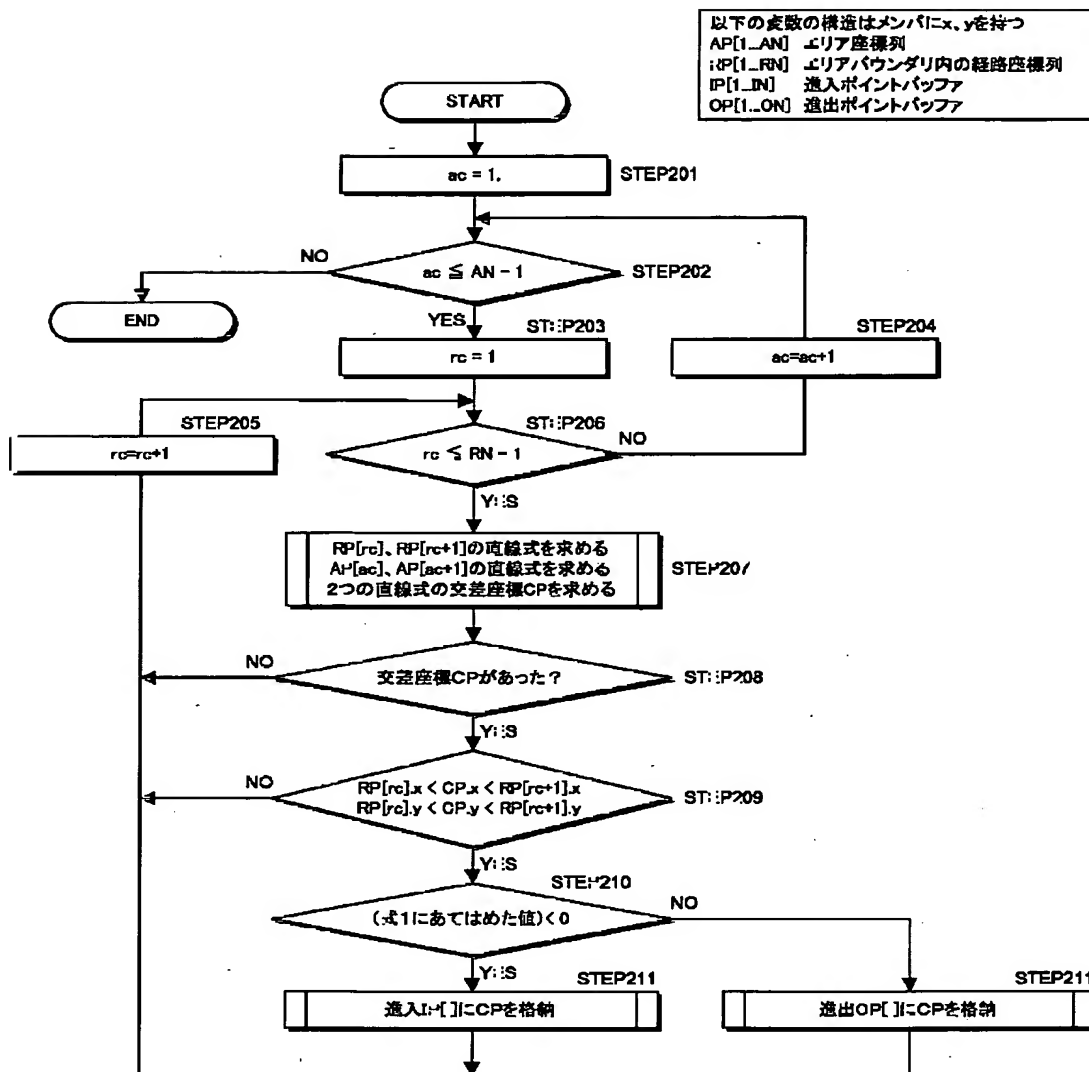 以下の変数の構造はメンバにx、yを持つ
AP[1...AN] エリア座標列
RP[1...RN] エリアバウンダリ内の経路座標列
IP[1...IN] 進入ポイントバッファ
OP[1...ON] 進出ポイントバッファ
START
ac = 1.
STEP201
NO
ac ≦ AN - 1
STEP202
END
YES
STEP203
STEP204
rc = 1
ac=ac+1
STEP205
STEP206
rc=rc+1
rc ≦ RN - 1
NO
YES
RP[rc]、RP[rc+1]の直線式を求める
AP[ac]、AP[ac+1]の直線式を求める
2つの直線式の交差座標CPを求める
STEP207
NO
交差座標CPがあった?
STEP208
YES
NO
RP[rc].x < CP.x < RP[rc+1].x
RP[rc].y < CP.y < RP[rc+1].y
STEP209
YES
STEP210
(式1にあてはめた値) < 0
NO
YES
STEP211
STEP211
進入IP[ ]にCPを格納
進出OP[ ]にCPを格納